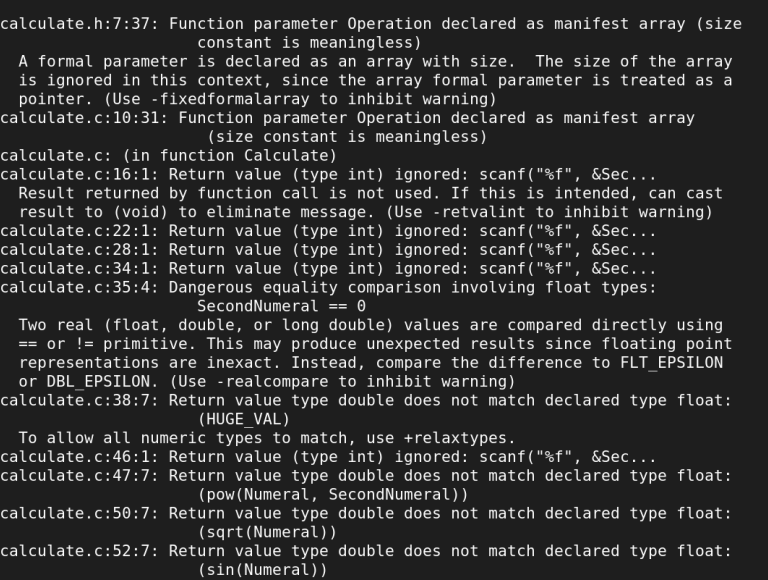 calculate.h:7:37: Function parameter Operation declared as manifest array (size
constant is meaningless)
A formal parameter is declared as an array with size.  The size of the array
is ignored in this context, since the array formal parameter is treated as a
pointer. (Use -fixedformalarray to inhibit warning)
calculate.c:10:31: Function parameter Operation declared as manifest array
(size constant is meaningless)
calculate.c: (in function Calculate)
calculate.c:16:1: Return value (type int) ignored: scanf("%f", &Sec...
Result returned by function call is not used. If this is intended, can cast
result to (void) to eliminate message. (Use -retvalint to inhibit warning)
calculate.c:22:1: Return value (type int) ignored: scanf("%f", &Sec...
calculate.c:28:1: Return value (type int) ignored: scanf("%f", &Sec...
calculate.c:34:1: Return value (type int) ignored: scanf("%f", &Sec...
calculate.c:35:4: Dangerous equality comparison involving float types:
SecondNumeral == 0
Two real (float, double, or long double) values are compared directly using
== or != primitive. This may produce unexpected results since floating point
representations are inexact. Instead, compare the difference to FLT_EPSILON
or DBL_EPSILON. (Use -realcompare to inhibit warning)
calculate.c:38:7: Return value type double does not match declared type float:
(HUGE_VAL)
To allow all numeric types to match, use +relaxtypes.
calculate.c:46:1: Return value (type int) ignored: scanf("%f", &Sec...
calculate.c:47:7: Return value type double does not match declared type float:
(pow(Numeral, SecondNumeral))
calculate.c:50:7: Return value type double does not match declared type float:
(sqrt(Numeral))
calculate.c:52:7: Return value type double does not match declared type float:
(sin(Numeral))